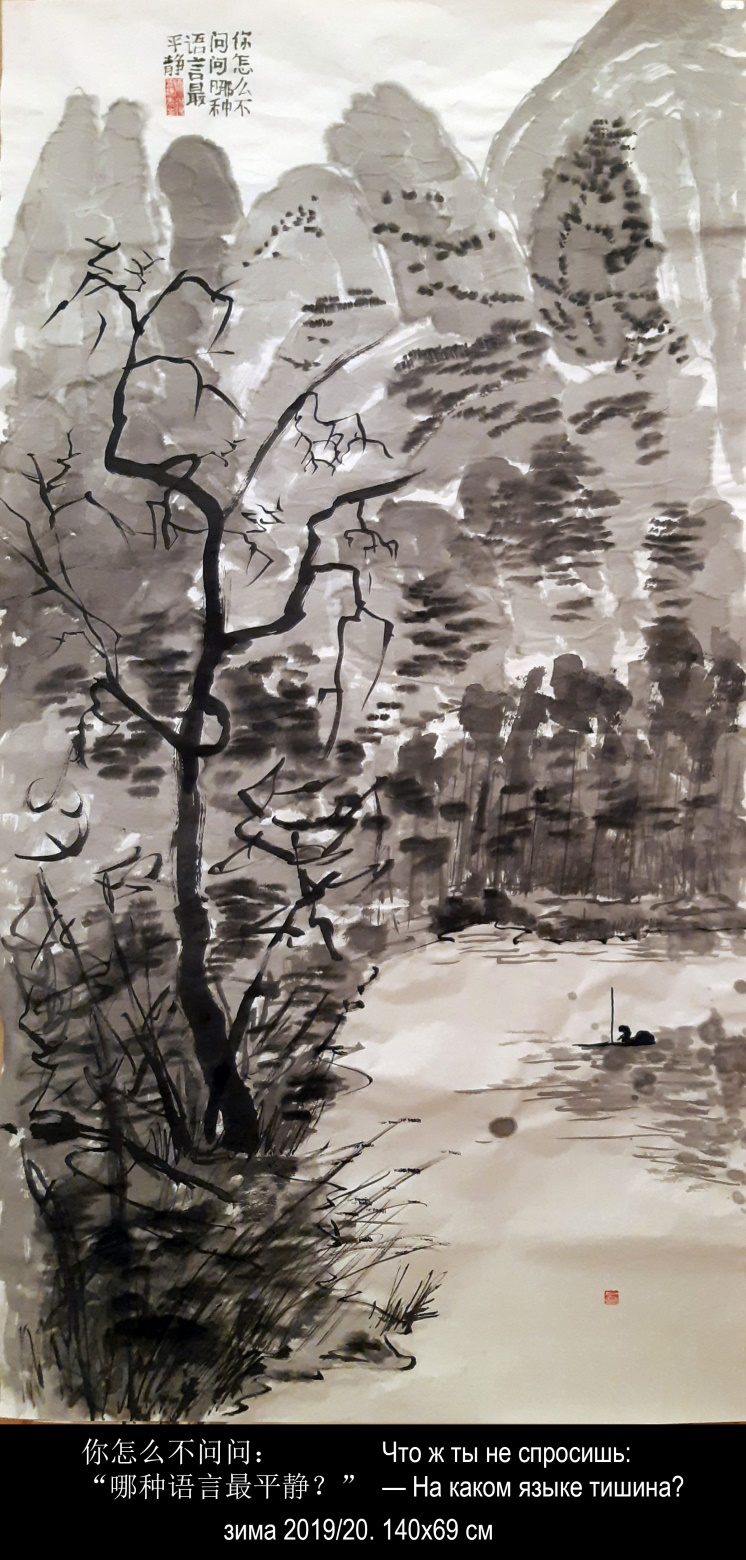 你怎么不
问问哪种
语言最
平静
你怎么不问问：
“哪种语言最平静？”
Что ж ты не спросишь:
— На каком языке тишина?
зима 2019/20. 140х69 см